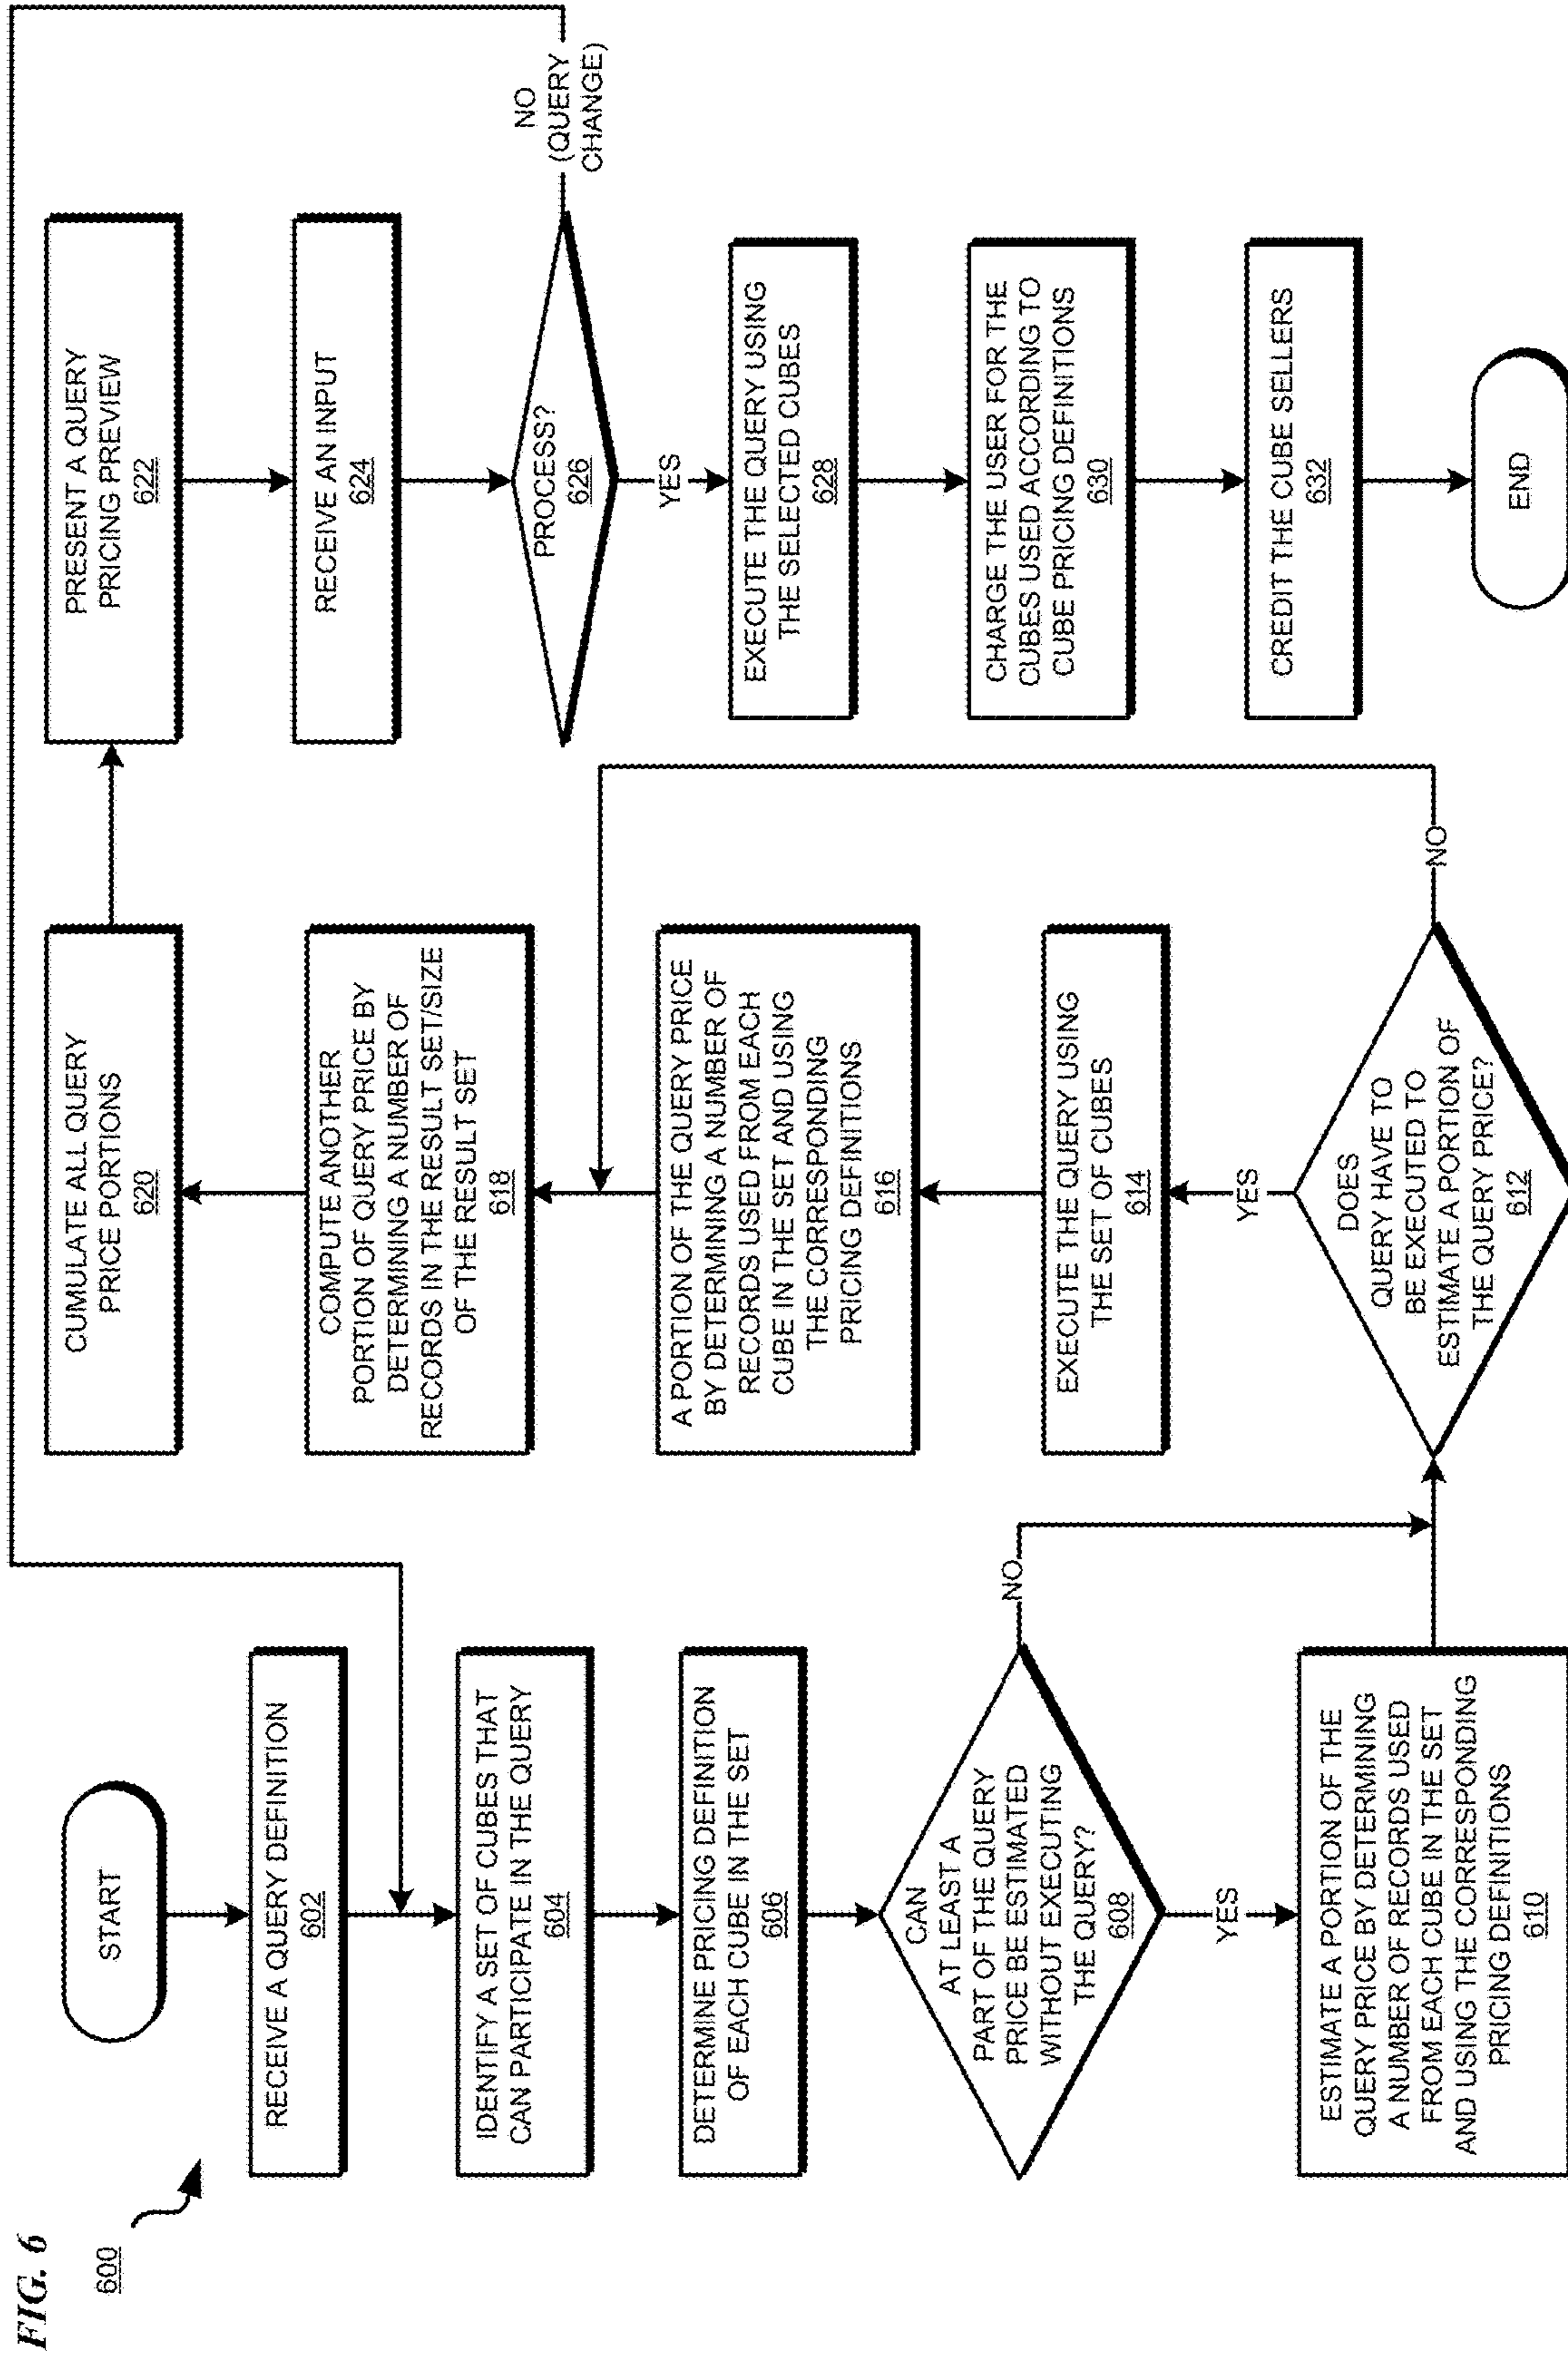 FIG. 6
600
START
RECEIVE A QUERY DEFINITION
602
IDENTIFY A SET OF CUBES THAT
CAN PARTICIPATE IN THE QUERY
604
DETERMINE PRICING DEFINITION
OF EACH CUBE IN THE SET
606
CAN
AT LEAST A
PART OF THE QUERY
PRICE BE ESTIMATED
WITHOUT EXECUTING
THE QUERY?
608
NO
YES
ESTIMATE A PORTION OF THE
QUERY PRICE BY DETERMINING
A NUMBER OF RECORDS USED
FROM EACH CUBE IN THE SET
AND USING THE CORRESPONDING
PRICING DEFINITIONS
610
DOES
QUERY HAVE TO
BE EXECUTED TO
ESTIMATE A PORTION OF
THE QUERY PRICE?
612
NO
YES
EXECUTE THE QUERY USING
THE SET OF CUBES
614
A PORTION OF THE QUERY PRICE
BY DETERMINING A NUMBER OF
RECORDS USED FROM EACH
CUBE IN THE SET AND USING
THE CORRESPONDING
PRICING DEFINITIONS
616
COMPUTE ANOTHER
PORTION OF QUERY PRICE BY
DETERMINING A NUMBER OF
RECORDS IN THE RESULT SET/SIZE
OF THE RESULT SET
618
CUMULATE ALL QUERY
PRICE PORTIONS
620
PRESENT A QUERY
PRICING PREVIEW
622
RECEIVE AN INPUT
624
PROCESS?
626
NO
(QUERY
CHANGE)
YES
EXECUTE THE QUERY USING
THE SELECTED CUBES
628
CHARGE THE USER FOR THE
CUBES USED ACCORDING TO
CUBE PRICING DEFINITIONS
630
CREDIT THE CUBE SELLERS
632
END